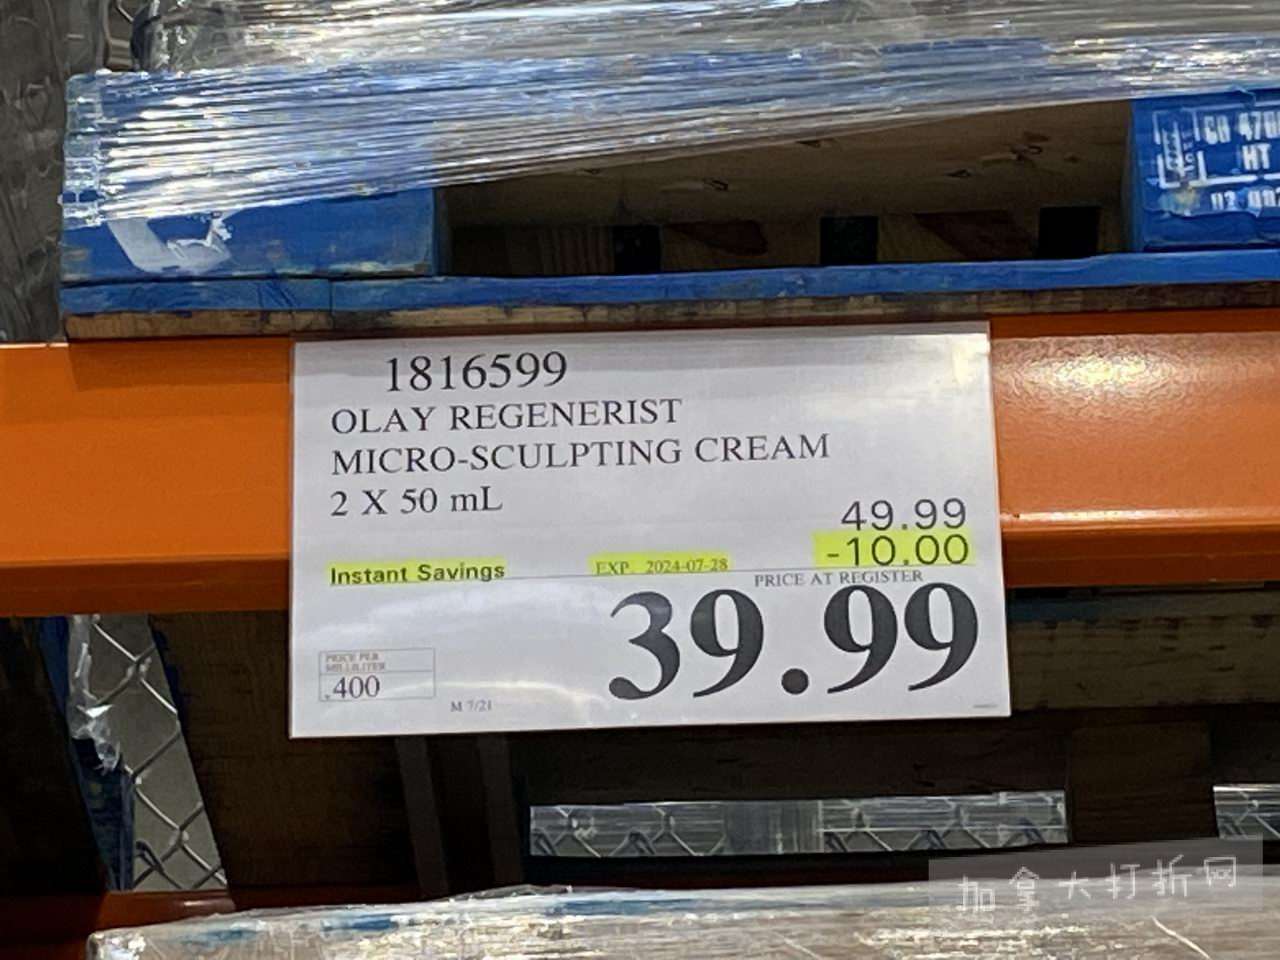 HT
1816599
OLAY REGENERIST
MICRO-SCULPTING CREAM
2 X 50 mL
49.99
Instant Savings EXP. 2024-07-28 -10.00
PRICE AT REGISTER
39.99
PRICE PER
MILLILITER
.400
M 7/21
加拿大打折网